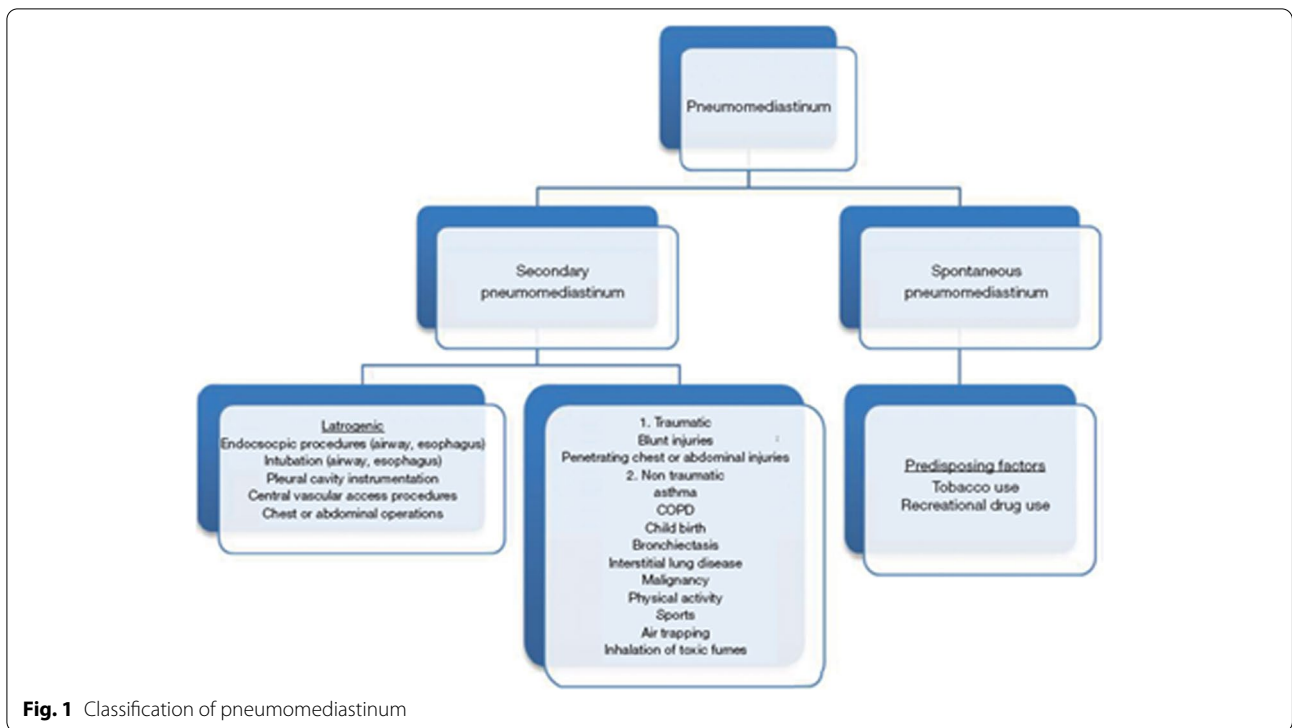 Pneumomediastinum
Secondary
pneumomediastinum
Spontaneous
pneumomediastinum
Latrogenic
Endocsocpic procedures (airway, esophagus)
Intubation (airway, esophagus)
Pleural cavity instrumentation
Central vascular access procedures
Chest or abdominal operations
1. Traumatic
Blunt injuries
Penetrating chest or abdominal injuries
2. Non traumatic
asthma
COPD
Child birth
Bronchiectasis
Interstitial lung disease
Malignancy
Physical activity
Sports
Air trapping
Inhalation of toxic fumes
Predisposing factors
Tobacco use
Recreational drug use
Fig. 1 Classification of pneumomediastinum